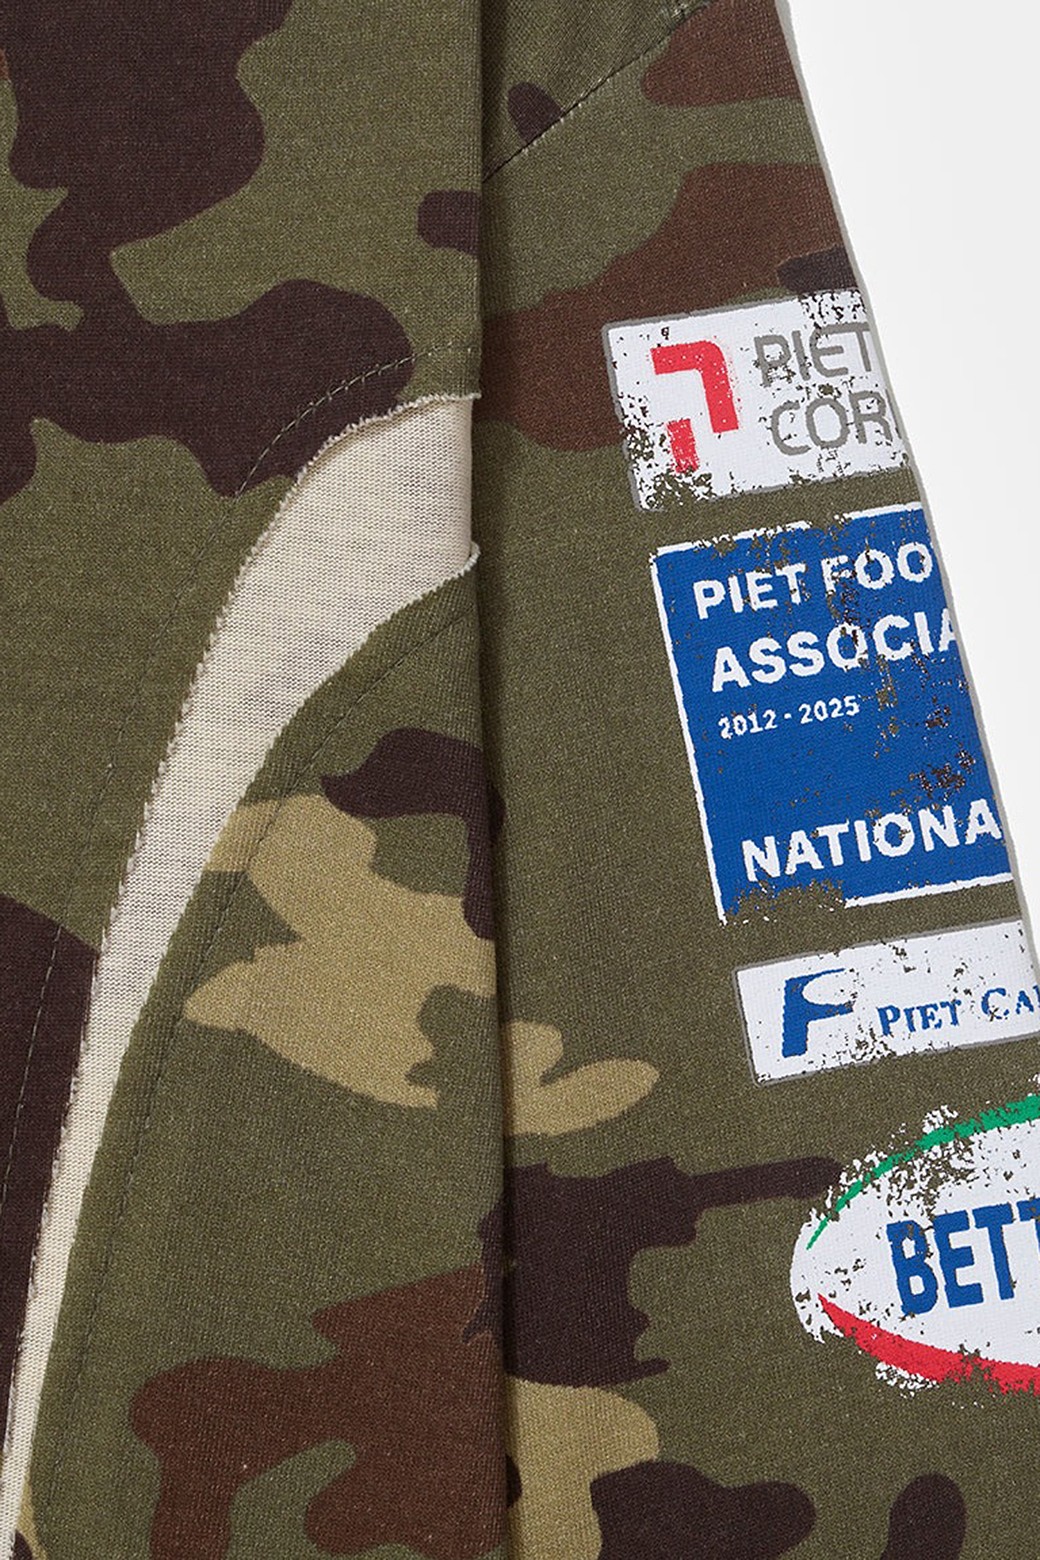 PIET
COR
PIET FOO
ASSOCIA
2012 - 2025
NATIONA
F PIET CA
BETT